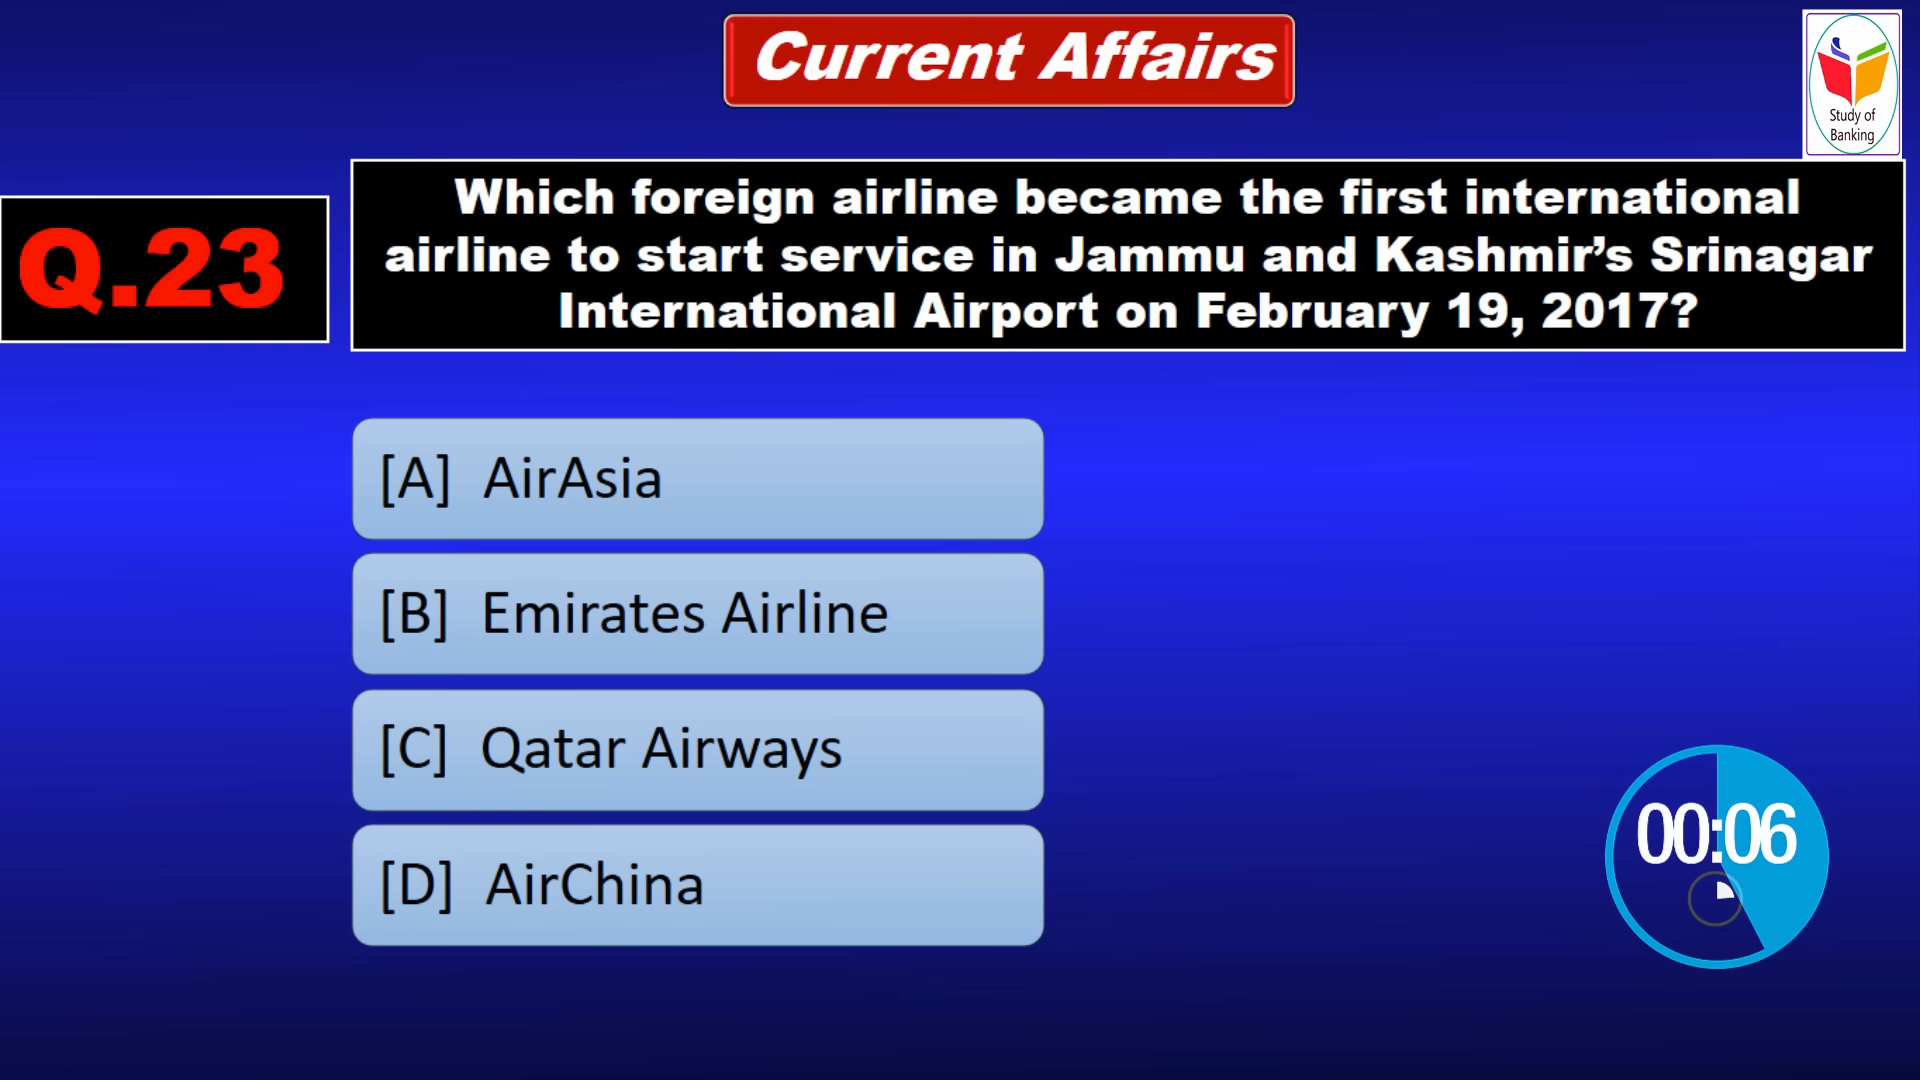 Current Affairs
Study of
Banking
Q.23
Which foreign airline became the first international
airline to start service in Jammu and Kashmir’s Srinagar
International Airport on February 19, 2017?
[A] AirAsia
[B] Emirates Airline
[C] Qatar Airways
[D] AirChina
00:06